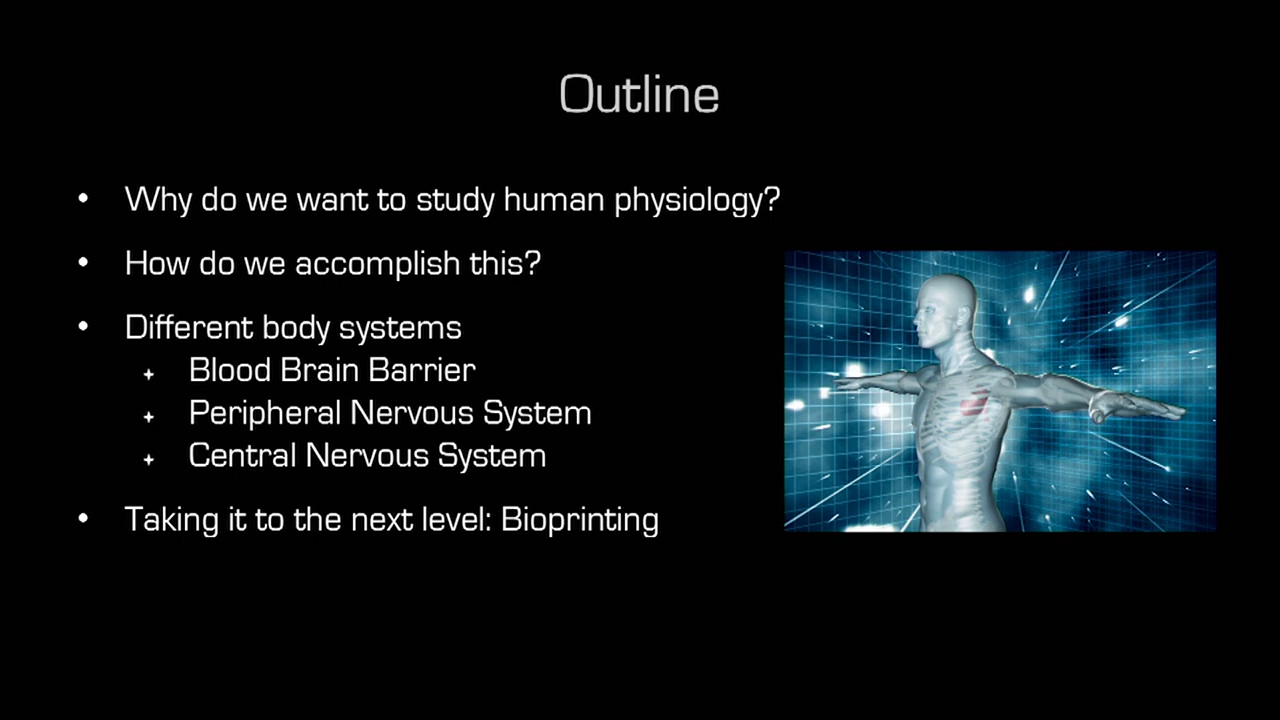 Outline
• Why do we want to study human physiology?
• How do we accomplish this?
• Different body systems
+ Blood Brain Barrier
+ Peripheral Nervous System
+ Central Nervous System
• Taking it to the next level: Bioprinting